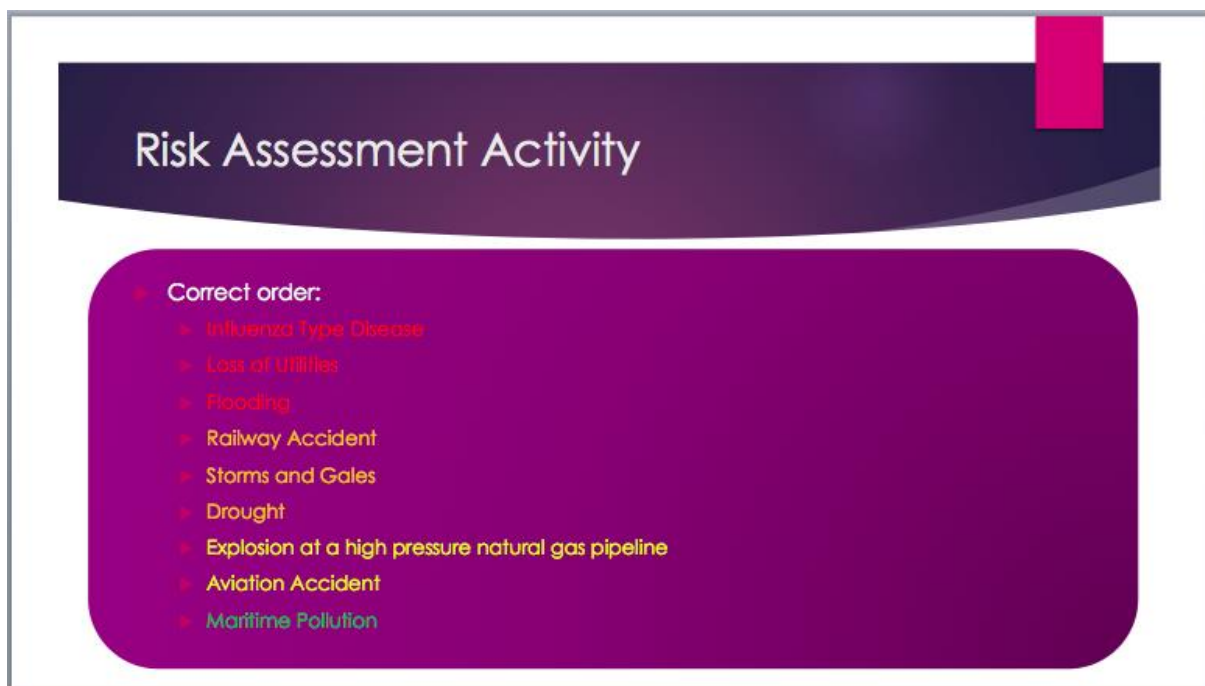 Risk Assessment Activity
Correct order:
Influenza Type Disease
Loss of Utilities
Flooding
Railway Accident
Storms and Gales
Drought
Explosion at a high pressure natural gas pipeline
Aviation Accident
Maritime Pollution